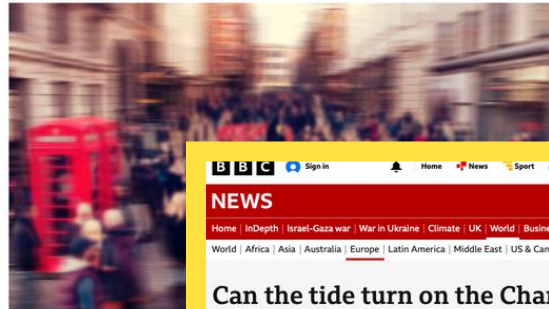 BBC Sign in Home News Sport
NEWS
Home | InDepth | Israel-Gaza war | War in Ukraine | Climate | UK | World | Busine
World | Africa | Asia | Australia | Europe | Latin America | Middle East | US & Can
Can the tide turn on the Cha